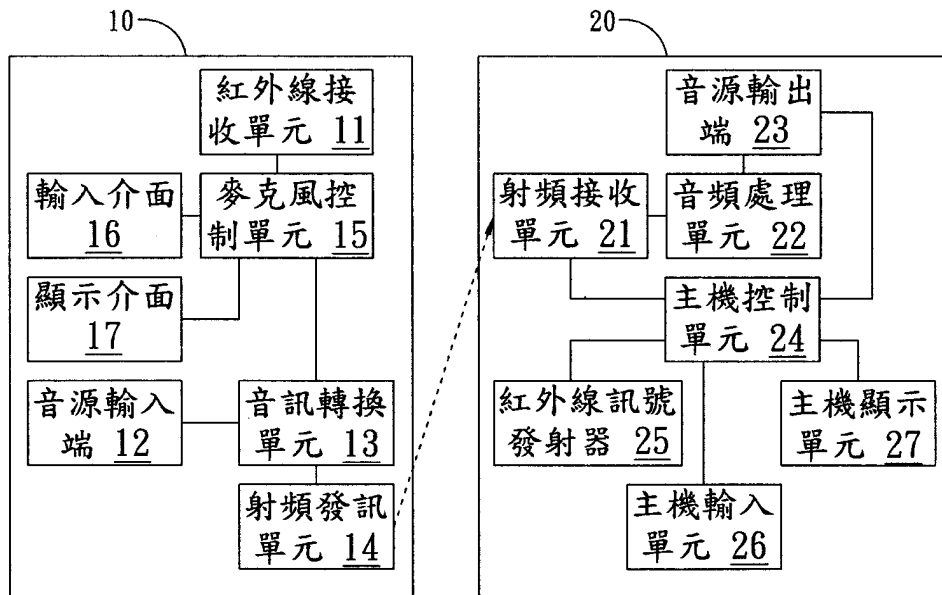 10
紅外線接
收單元 11
輸入介面
16
麥克風控
制單元 15
顯示介面
17
音源輸入
端 12
音訊轉換
單元 13
射頻發訊
單元 14
20
音源輸出
端 23
射頻接收
單元 21
音頻處理
單元 22
主機控制
單元 24
紅外線訊號
發射器 25
主機顯示
單元 27
主機輸入
單元 26